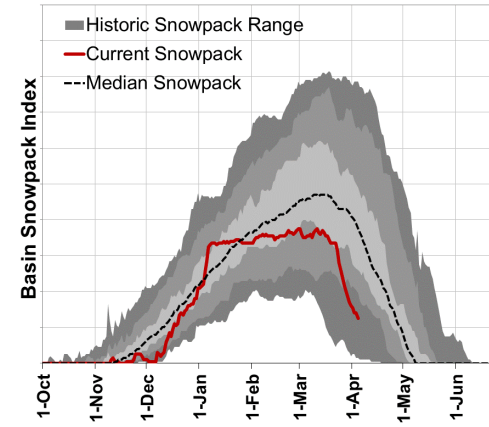 Historic Snowpack Range
Current Snowpack
Median Snowpack
Basin Snowpack Index
1-Oct
1-Nov
1-Dec
1-Jan
1-Feb
1-Mar
1-Apr
1-May
1-Jun